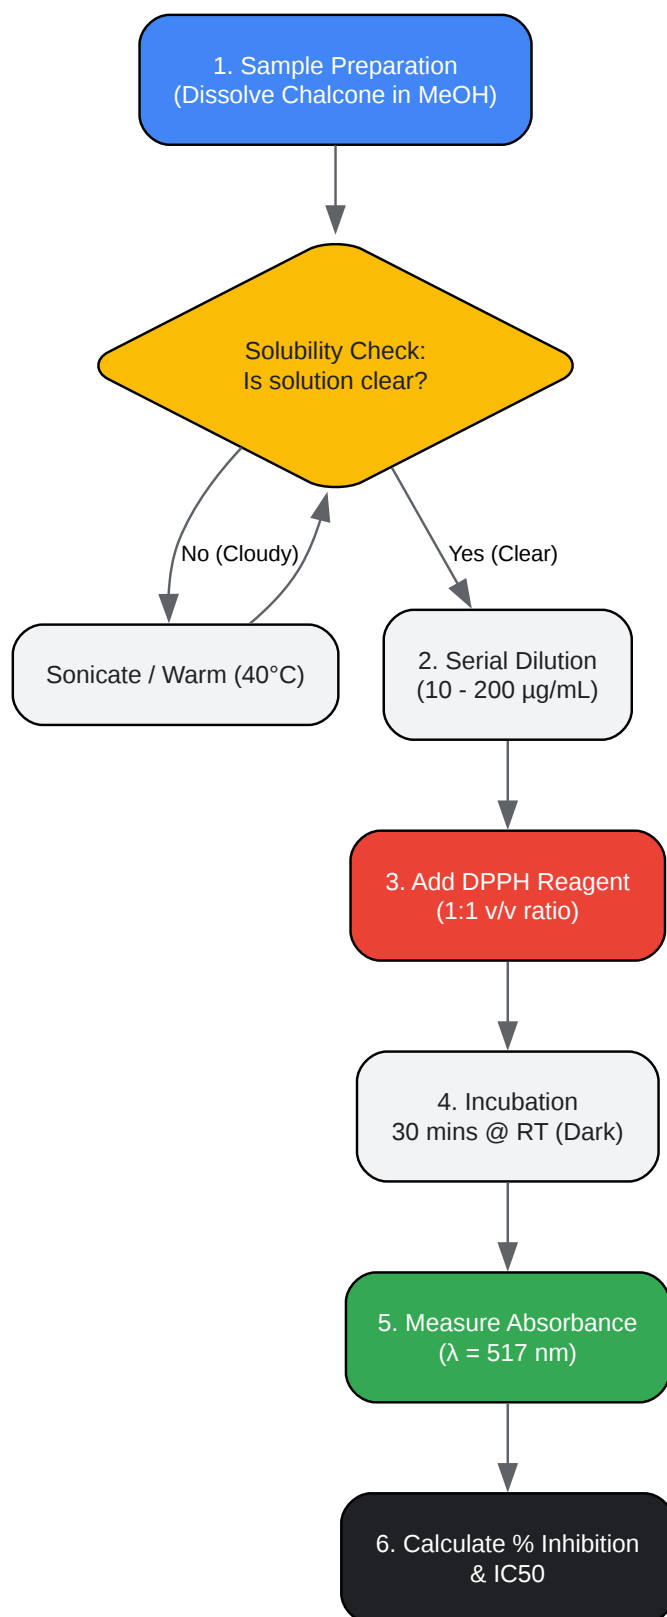 1. Sample Preparation
(Dissolve Chalcone in MeOH)
Solubility Check:
Is solution clear?
No (Cloudy)
Yes (Clear)
Sonicate / Warm (40°C)
2. Serial Dilution
(10 - 200 µg/mL)
3. Add DPPH Reagent
(1:1 v/v ratio)
4. Incubation
30 mins @ RT (Dark)
5. Measure Absorbance
(λ = 517 nm)
6. Calculate % Inhibition
& IC50